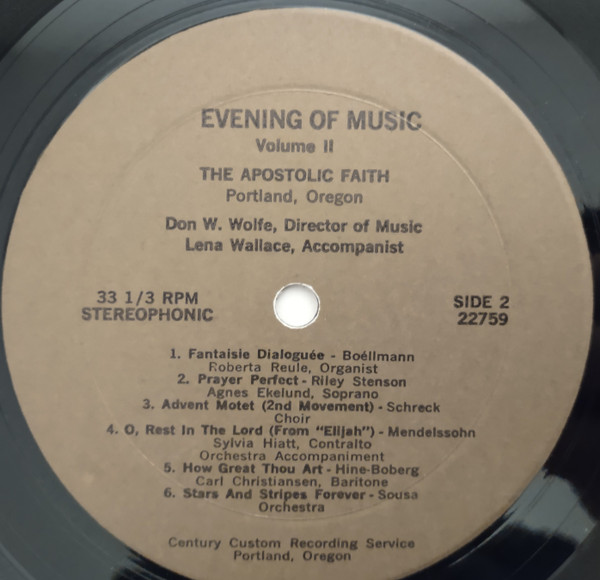 EVENING OF MUSIC
Volume II
THE APOSTOLIC FAITH
Portland, Oregon
Don W. Wolfe, Director of Music
Lena Wallace, Accompanist
33 1/3 RPM
STEREOPHONIC
SIDE 2
22759
1. Fantaisie Dialoguée - Boéllmann
Roberta Reule, Organist
2. Prayer Perfect - Riley Stenson
Agnes Ekelund, Soprano
3. Advent Motet (2nd Movement) - Schreck
Choir
4. O, Rest In The Lord (From "Elijah") - Mendelssohn
Sylvia Hiatt, Contralto
Orchestra Accompaniment
5. How Great Thou Art - Hine-Boberg
Carl Christiansen, Baritone
6. Stars And Stripes Forever - Sousa
Orchestra
Century Custom Recording Service
Portland, Oregon